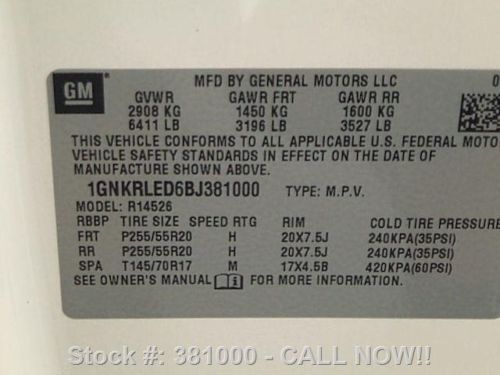 GM
MFD BY GENERAL MOTORS LLC 0
GVWR GAWR FRT GAWR RR
2908 KG 1450 KG 1600 KG
6411 LB 3196 LB 3527 LB
THIS VEHICLE CONFORMS TO ALL APPLICABLE U.S. FEDERAL MOTO
VEHICLE SAFETY STANDARDS IN EFFECT ON THE DATE OF
MANUFACTURE SHOWN ABOVE.
1GNKRLED6BJ381000 TYPE: M.P.V.
MODEL: R14526
RBBP TIRE SIZE SPEED RTG RIM COLD TIRE PRESSURE
FRT P255/55R20 H 20X7.5J 240KPA(35PSI)
RR P255/55R20 H 20X7.5J 240KPA(35PSI)
SPA T145/70R17 M 17X4.5B 420KPA(60PSI)
SEE OWNER'S MANUAL FOR MORE INFORMATION.
Stock #: 381000 - CALL NOW!!